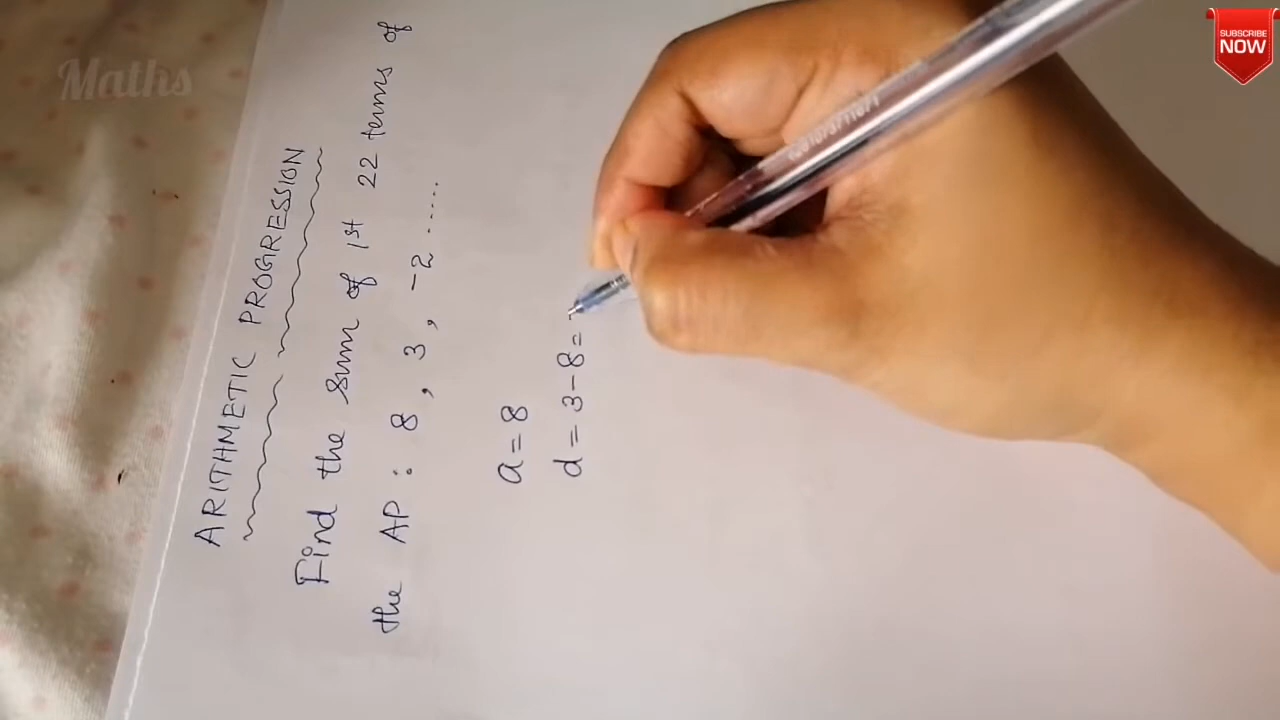 Maths
SUBSCRIBE
NOW
ARITHMETIC PROGRESSION
Find the sum of 1st 22 terms of
the AP : 8 , 3 , -2 ......
a = 8
d = 3 - 8 = -